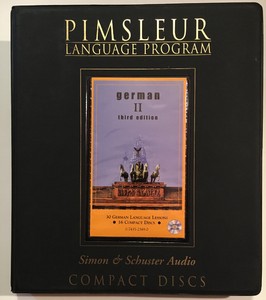 PIMSLEUR
LANGUAGE PROGRAM
german
II
third edition
30 GERMAN LANGUAGE LESSONS
16 COMPACT DISCS
Simon & Schuster Audio
COMPACT DISCS